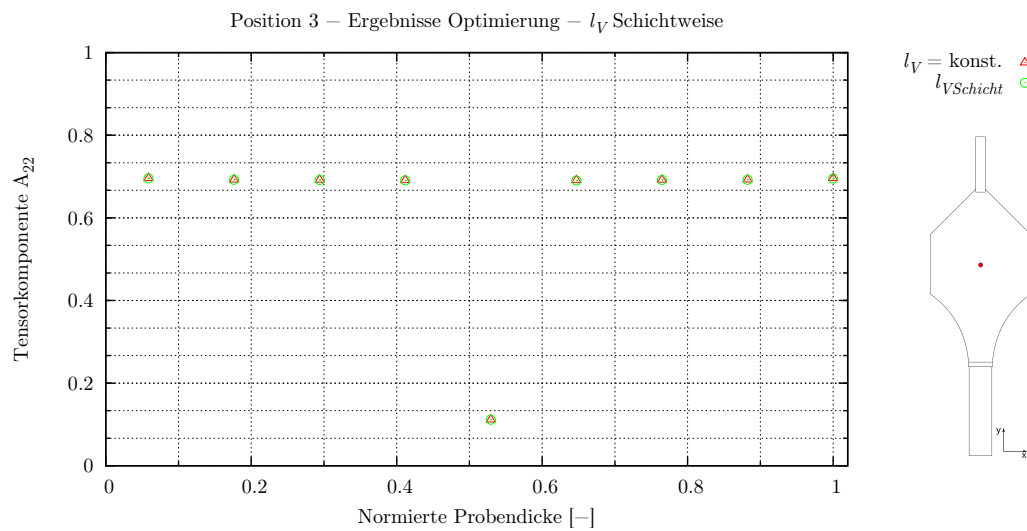 Position 3 – Ergebnisse Optimierung – l_V Schichtweise
l_V = konst.
l_VSchicht
1
0.8
0.6
0.4
0.2
0
Tensorkomponente A_22
0 0.2 0.4 0.6 0.8 1
Normierte Probendicke [–]
y
x